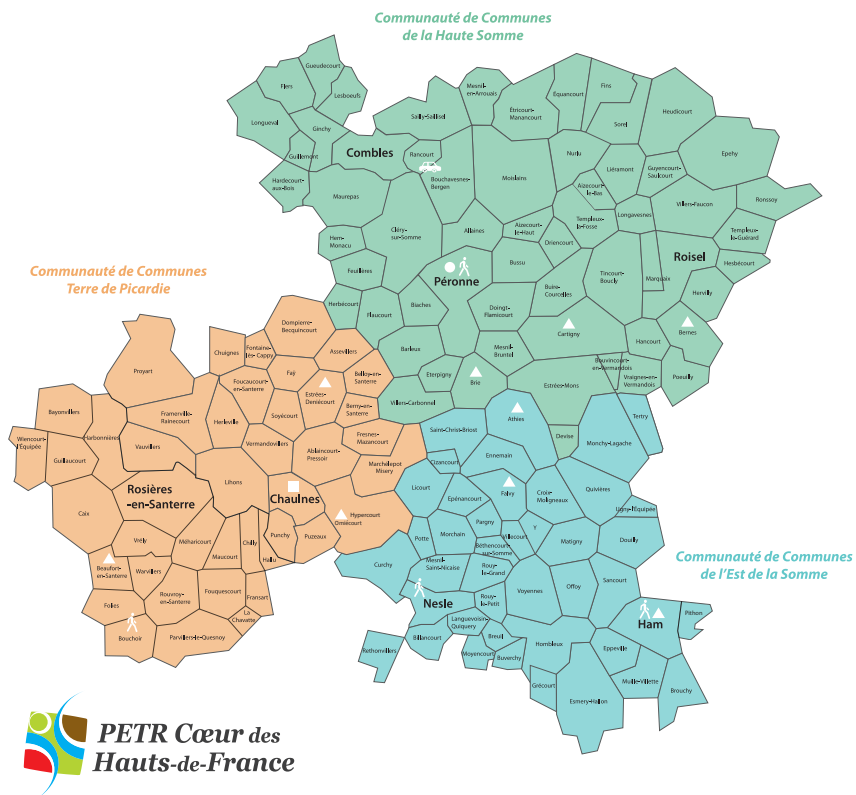 Communauté de Communes
de la Haute Somme
Gueudecourt
Flers
Lesboeufs
Longueval
Ginchy
Guillemont
Hardecourt-
aux-Bois
Combles
Sailly-Saillisel
Mesnil-
en-Arrouais
Rancourt
Bouchavesnes-
Bergen
Étricourt-
Manancourt
Équancourt
Fins
Sorel
Heudicourt
Moislains
Nurlu
Liéramont
Guyencourt-
Saulcourt
Epehy
Aizecourt-
le-Bas
Villers-Faucon
Ronssoy
Maurepas
Cléry-
sur-Somme
Allaines
Aizecourt-
le-Haut
Templeux-
la-Fosse
Longavesnes
Driencourt
Templeux-
le-Guérard
Hem-
Monacu
Feuillères
Bussu
Roisel
Hesbécourt
Péronne
Buire-
Courcelles
Tincourt-
Boucly
Marquaix
Hervilly
Herbécourt
Flaucourt
Biaches
Doingt-
Flamicourt
Cartigny
Bernes
Hancourt
Barleux
Mesnil-
Bruntel
Bouvincourt-
en-Vermandois
Vraignes-en-
Vermandois
Poeuilly
Eterpigny
Brie
Estrées-Mons
Villers-Carbonnel
Devise
Communauté de Communes
Terre de Picardie
Dompierre-
Becquincourt
Proyart
Chuignes
Fontaine-
lès-Cappy
Assevillers
Foucaucourt-
en-Santerre
Faÿ
Belloy-en-
Santerre
Estrées-
Deniécourt
Berny-en-
Santerre
Bayonvillers
Framerville-
Rainecourt
Herleville
Soyécourt
Wiencourt-
l'Équipée
Harbonnières
Vauvillers
Vermandovillers
Fresnes-
Mazancourt
Guillaucourt
Ablaincourt-
Pressoir
Marchélepot
Misery
Rosières
-en-Santerre
Lihons
Chaulnes
Hypercourt
Omiécourt
Caix
Vrély
Méharicourt
Maucourt
Chilly
Hallu
Punchy
Puzeaux
Beaufort-
en-Santerre
Warvillers
Rouvroy-
en-Santerre
Fouquescourt
Fransart
Folies
La
Chavatte
Bouchoir
Parvillers-le-Quesnoy
Communauté de Communes
de l'Est de la Somme
Saint-Christ-Briost
Athies
Tertry
Monchy-Lagache
Cizancourt
Ennemain
Licourt
Falvy
Quivières
Épénancourt
Croix-
Moligneaux
Ugny-l'Équipée
Pargny
Potte
Morchain
Villecourt
Y
Matigny
Douilly
Béthencourt-
sur-Somme
Curchy
Mesnil-
Saint-Nicaise
Rouy-
le-Grand
Nesle
Rouy-
le-Petit
Voyennes
Offoy
Sancourt
Languevoisin-
Quiquery
Ham
Pithon
Billancourt
Breuil
Hombleux
Eppeville
Rethonvillers
Moyencourt
Buverchy
Grécourt
Esmery-Hallon
Muille-Villette
Brouchy
PETR Cœur des
Hauts-de-France